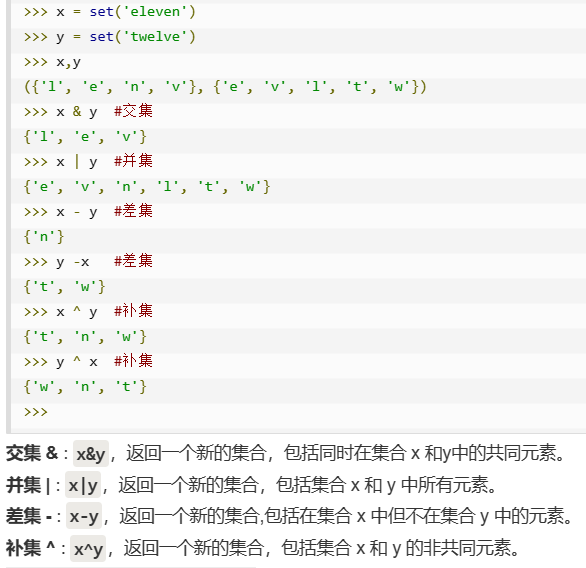 >>> x = set('eleven')
>>> y = set('twelve')
>>> x,y
({'l', 'e', 'n', 'v'}, {'e', 'v', 'l', 't', 'w'})
>>> x & y  #交集
{'l', 'e', 'v'}
>>> x | y  #并集
{'e', 'v', 'n', 'l', 't', 'w'}
>>> x - y  #差集
{'n'}
>>> y -x   #差集
{'t', 'w'}
>>> x ^ y  #补集
{'t', 'n', 'w'}
>>> y ^ x  #补集
{'w', 'n', 't'}
>>>
交集 & : x&y，返回一个新的集合，包括同时在集合 x 和y中的共同元素。
并集 | : x|y，返回一个新的集合，包括集合 x 和 y 中所有元素。
差集 - : x-y，返回一个新的集合,包括在集合 x 中但不在集合 y 中的元素。
补集 ^ : x^y，返回一个新的集合，包括集合 x 和 y 的非共同元素。